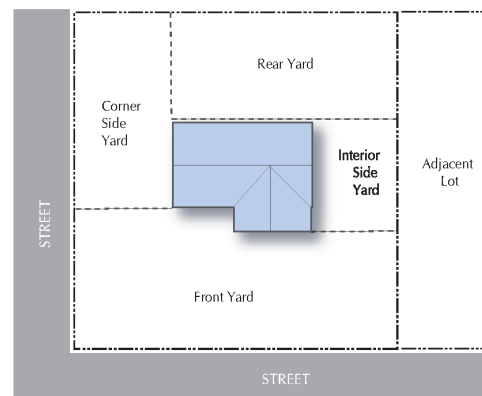 Rear Yard
Corner
Side
Yard
Interior
Side
Yard
Adjacent
Lot
STREET
Front Yard
STREET